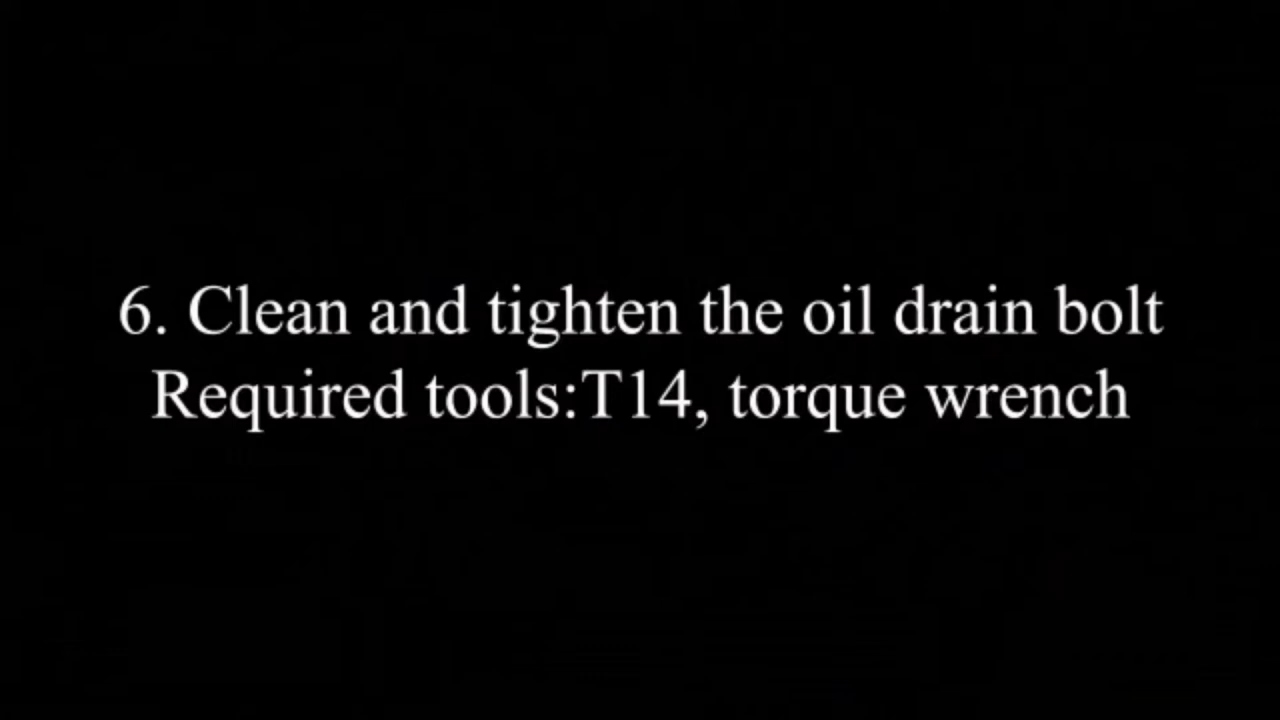 6. Clean and tighten the oil drain bolt
Required tools:T14, torque wrench